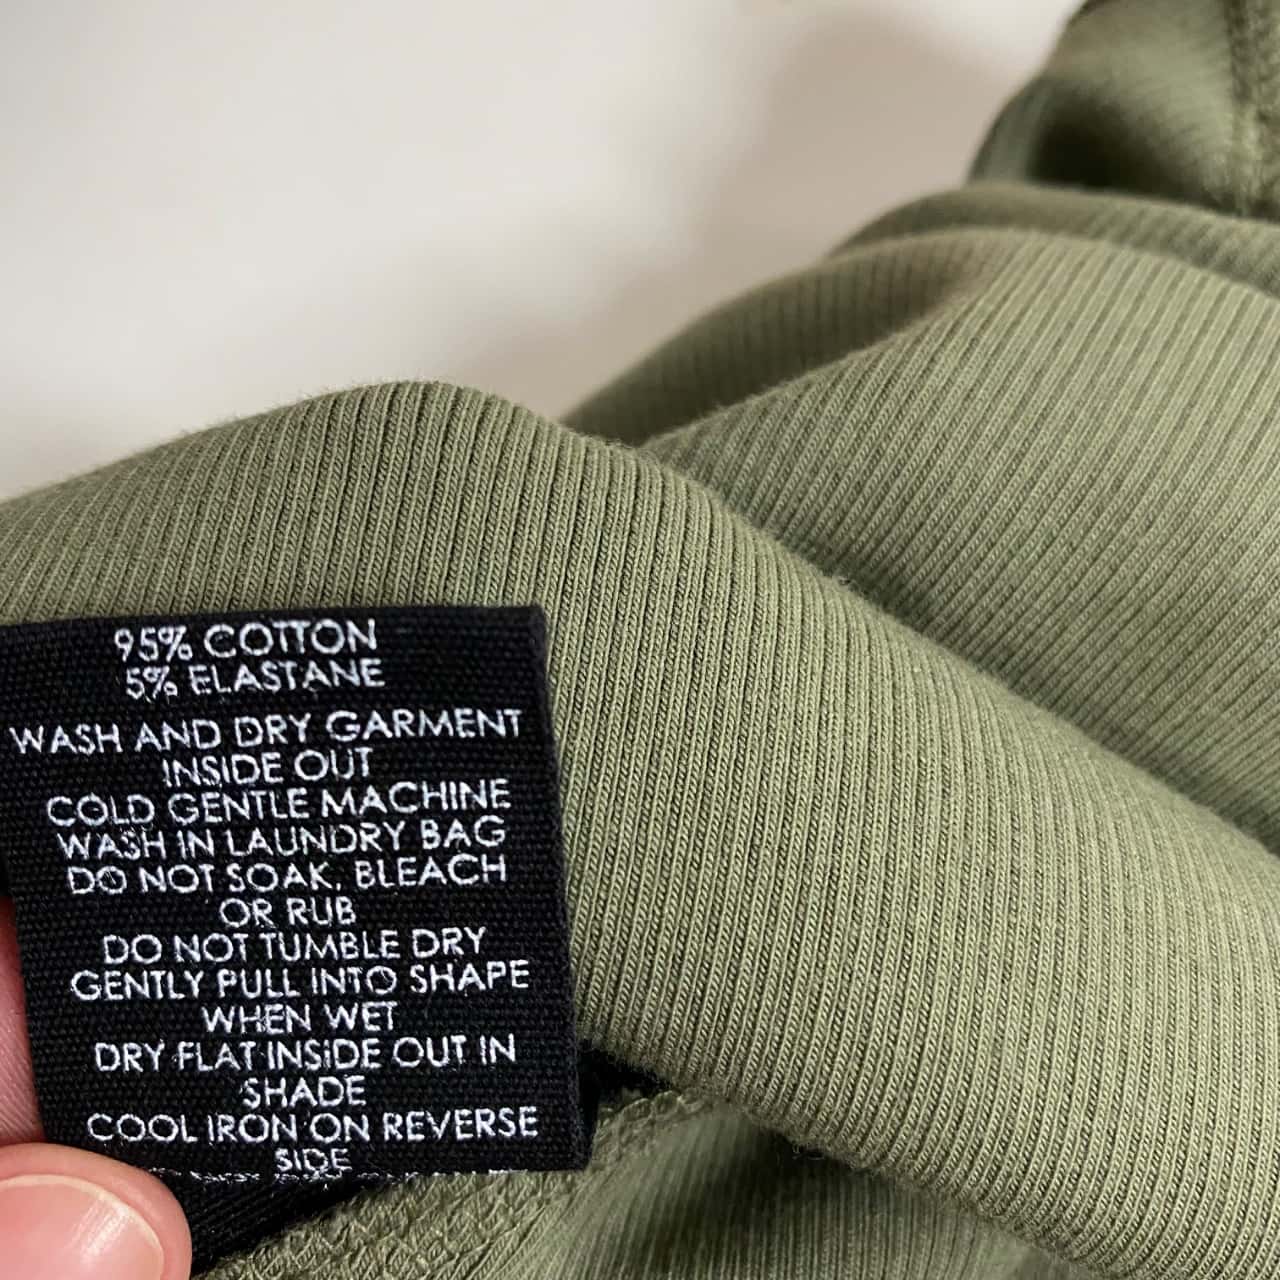 95% COTTON
5% ELASTANE
WASH AND DRY GARMENT
INSIDE OUT
COLD GENTLE MACHINE
WASH IN LAUNDRY BAG
DO NOT SOAK, BLEACH
OR RUB
DO NOT TUMBLE DRY
GENTLY PULL INTO SHAPE
WHEN WET
DRY FLAT INSIDE OUT IN
SHADE
COOL IRON ON REVERSE
SIDE